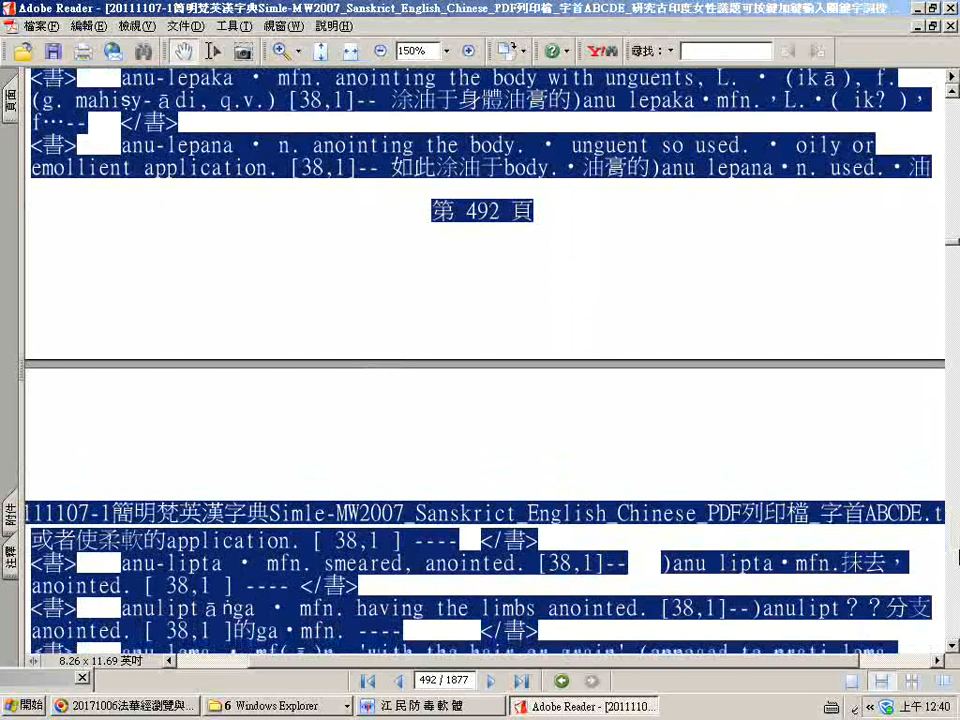 Adobe Reader - [20111107-1簡明梵英漢字典Simle-MW2007_Sanskrict_English_Chinese_PDF列印檔_字首ABCDE_研究古印度女性議題可按鍵加鍵輸入關鍵字詞搜
檔案(F) 編輯(E) 檢視(V) 文件(D) 工具(T) 視窗(W) 說明(H)
150% 尋找：
頁面
<書> anu-lepaka · mfn. anointing the body with unguents, L. · (ikā), f.
(g. mahiṣy-ādi, q.v.) [38,1]-- 涂油于身體油膏的)anu lepaka·mfn.，L.·( ik? )，
f…-- </書>
<書> anu-lepana · n. anointing the body. · unguent so used. · oily or
emollient application. [38,1]-- 如此涂油于body.·油膏的)anu lepana·n. used.·油
第 492 頁
附件
注釋
111107-1簡明梵英漢字典Simle-MW2007_Sanskrict_English_Chinese_PDF列印檔_字首ABCDE.t
或者使柔軟的application. [ 38,1 ] ---- </書>
<書> anu-lipta · mfn. smeared, anointed. [38,1]-- )anu lipta·mfn.抹去，
anointed. [ 38,1 ] ---- </書>
<書> anuliptāṅga · mfn. having the limbs anointed. [38,1]--)anulipt？？分支
anointed. [ 38,1 ]的ga·mfn. ---- </書>
8.26 x 11.69 英吋
492 / 1877
開始 20171006法華經瀏覽與... 6 Windows Explorer 江民防毒軟體 Adobe Reader - [2011110... 上午 12:40